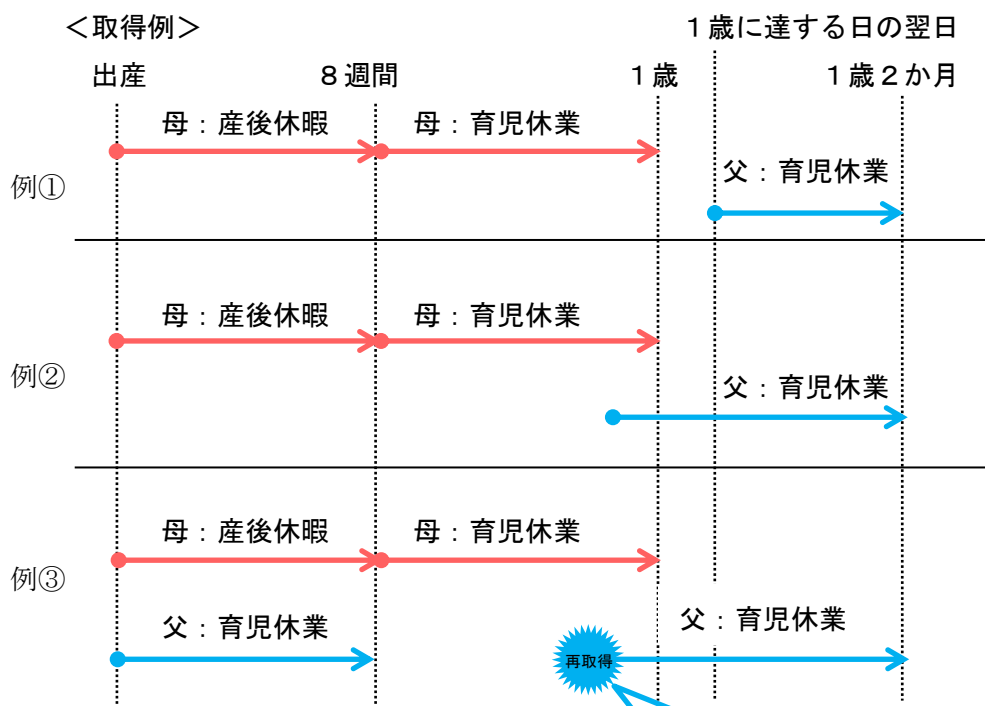 ＜取得例＞
１歳に達する日の翌日
出産
８週間
１歳
１歳２か月
母：産後休暇
母：育児休業
父：育児休業
例①
母：産後休暇
母：育児休業
例②
父：育児休業
母：産後休暇
母：育児休業
例③
父：育児休業
父：育児休業
再取得